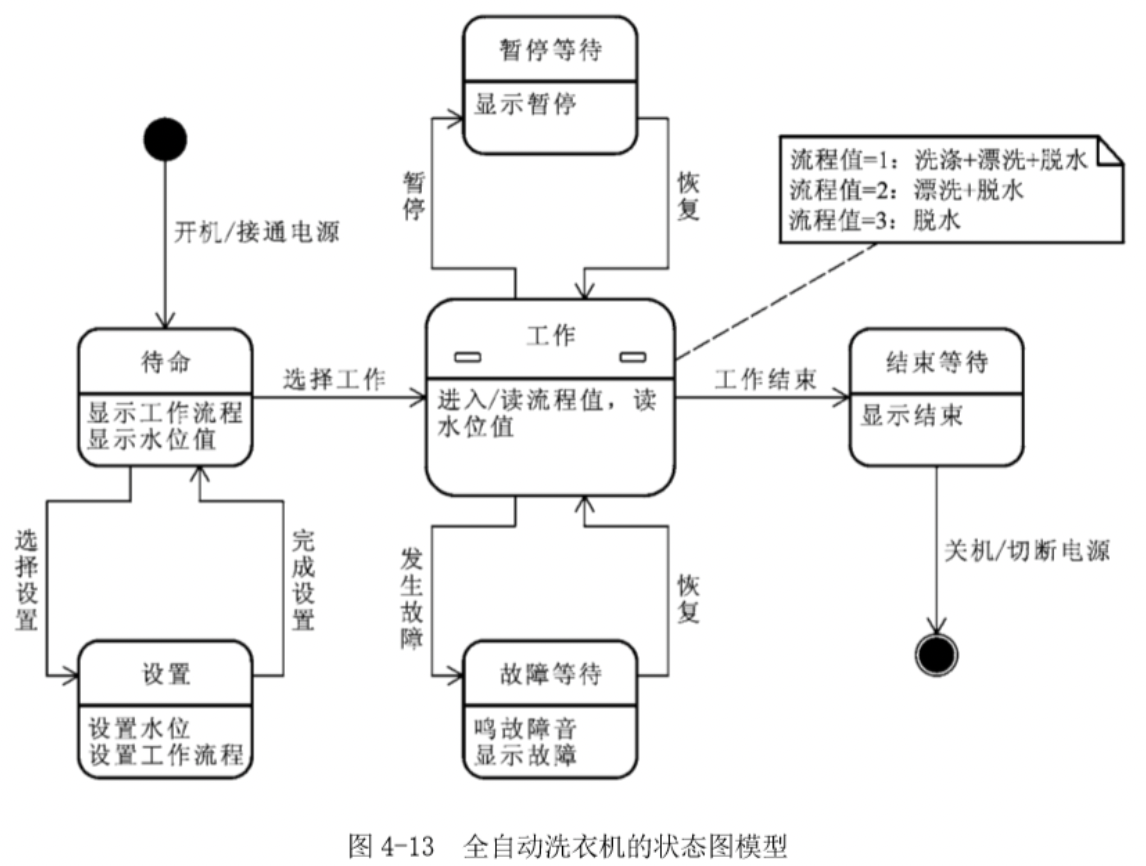 暂停等待
显示暂停
流程值=1：洗涤+漂洗+脱水
流程值=2：漂洗+脱水
流程值=3：脱水
暂停
恢复
开机/接通电源
工作
待命
选择工作
工作结束
结束等待
显示工作流程
显示水位值
进入/读流程值，读
水位值
显示结束
选择设置
完成设置
发生故障
恢复
关机/切断电源
设置
故障等待
设置水位
设置工作流程
鸣故障音
显示故障
图 4-13 全自动洗衣机的状态图模型